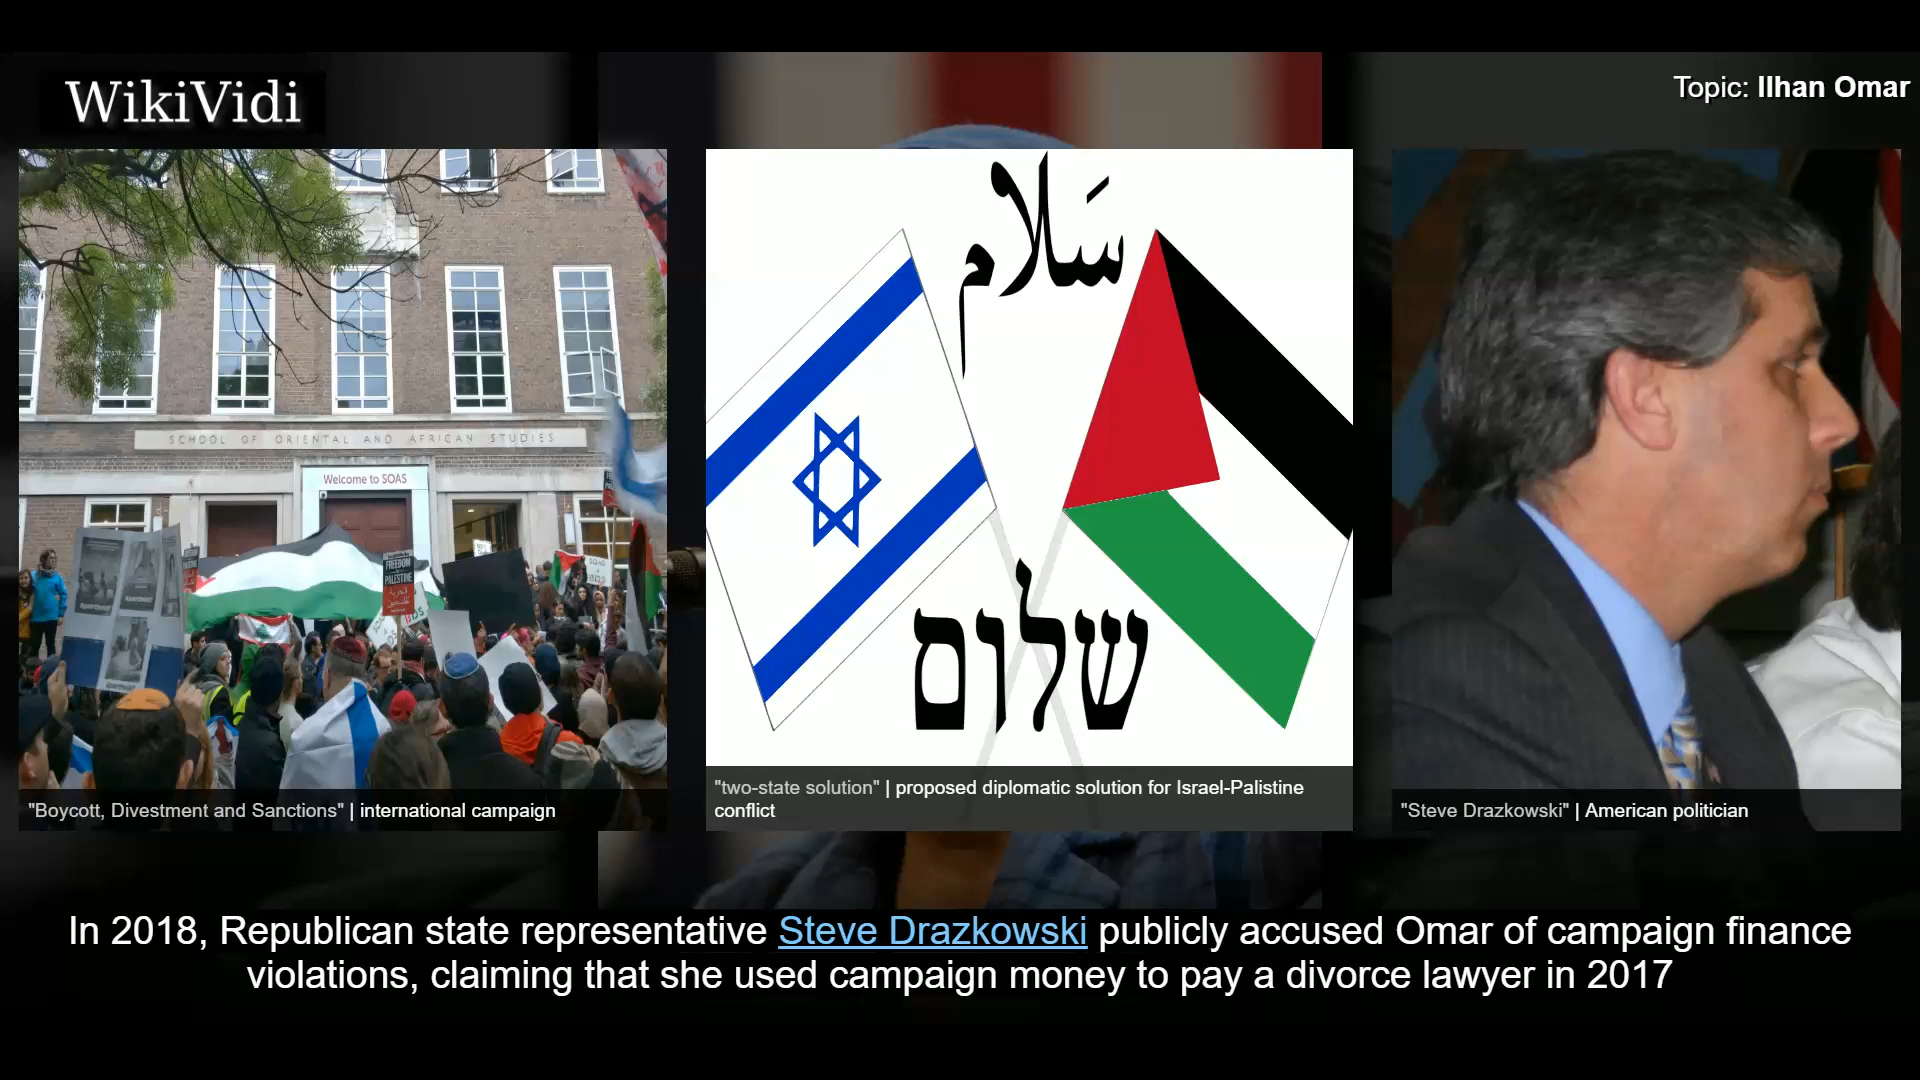 WikiVidi
Topic: Ilhan Omar
SCHOOL OF ORIENTAL AND AFRICAN STUDIES
Welcome to SOAS
FREEDOM
PALESTINE
"Boycott, Divestment and Sanctions" | international campaign
سَلام
שלום
"two-state solution" | proposed diplomatic solution for Israel-Palistine
conflict
"Steve Drazkowski" | American politician
In 2018, Republican state representative Steve Drazkowski publicly accused Omar of campaign finance
violations, claiming that she used campaign money to pay a divorce lawyer in 2017